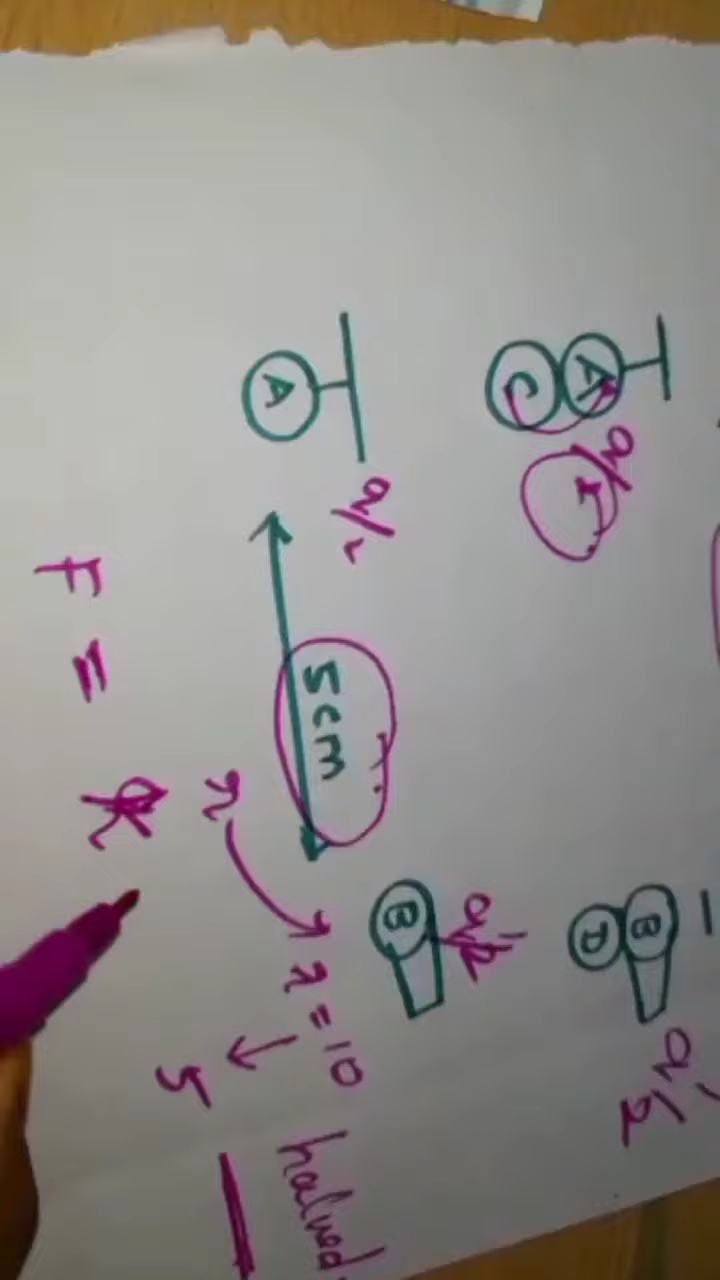 A q/2 B q'/2
C D
q/2 q'/2
A 5cm B
r = 10 halved
↓
5
F = k